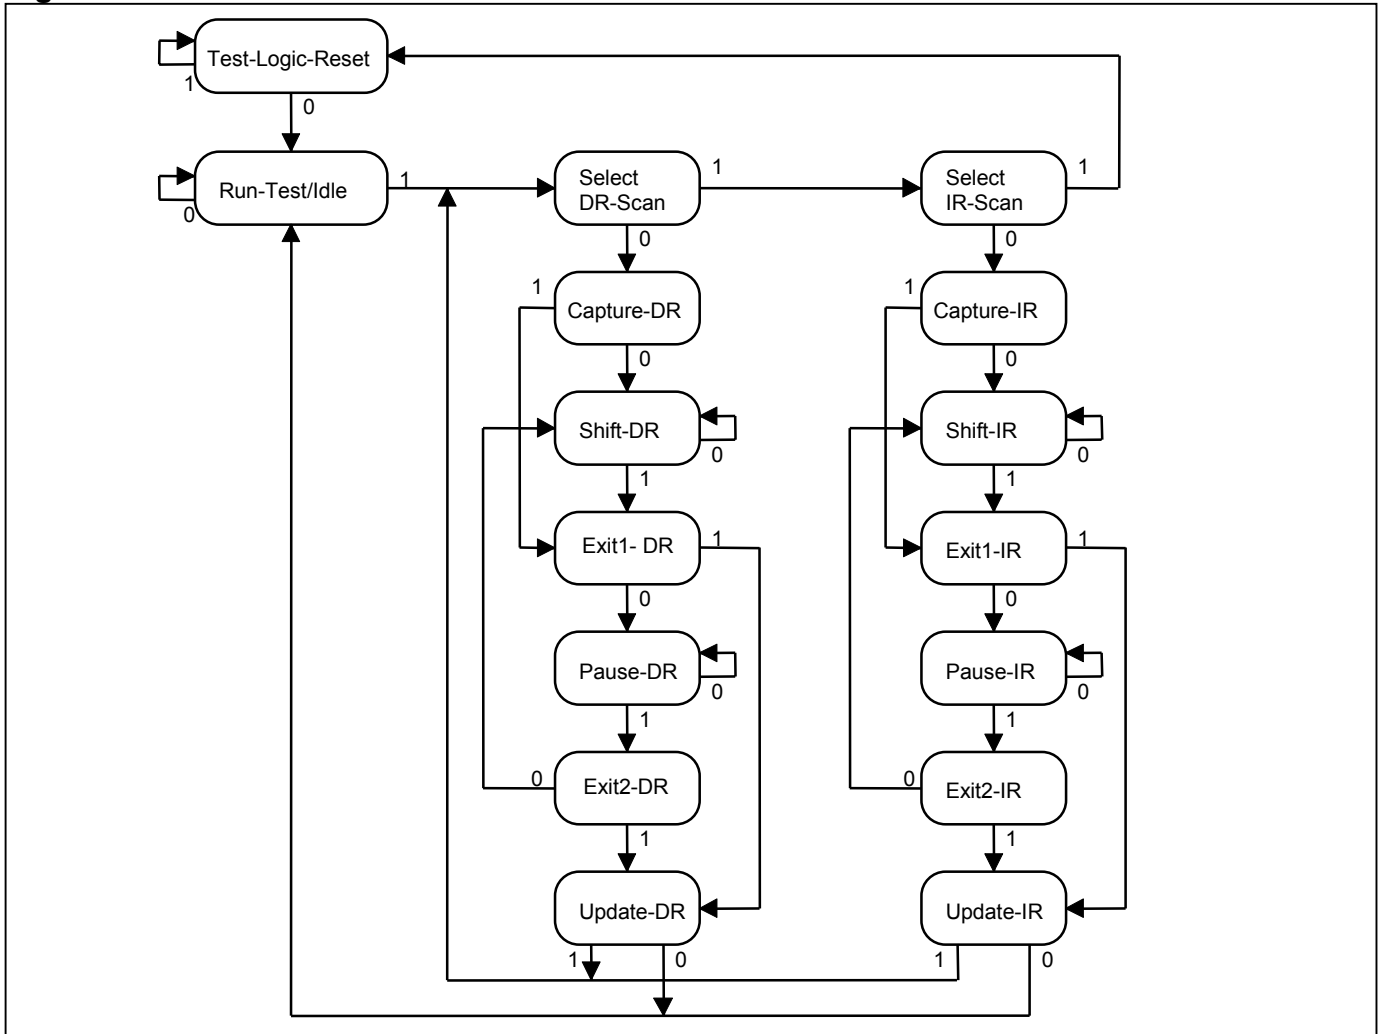 Test-Logic-Reset
1
0
Run-Test/Idle
0
1
Select
DR-Scan
1
Select
IR-Scan
1
0
0
1
Capture-DR
1
Capture-IR
0
0
Shift-DR
0
Shift-IR
0
1
1
Exit1- DR
1
Exit1-IR
1
0
0
Pause-DR
0
Pause-IR
0
1
1
0
Exit2-DR
0
Exit2-IR
1
1
Update-DR
Update-IR
1
0
1
0